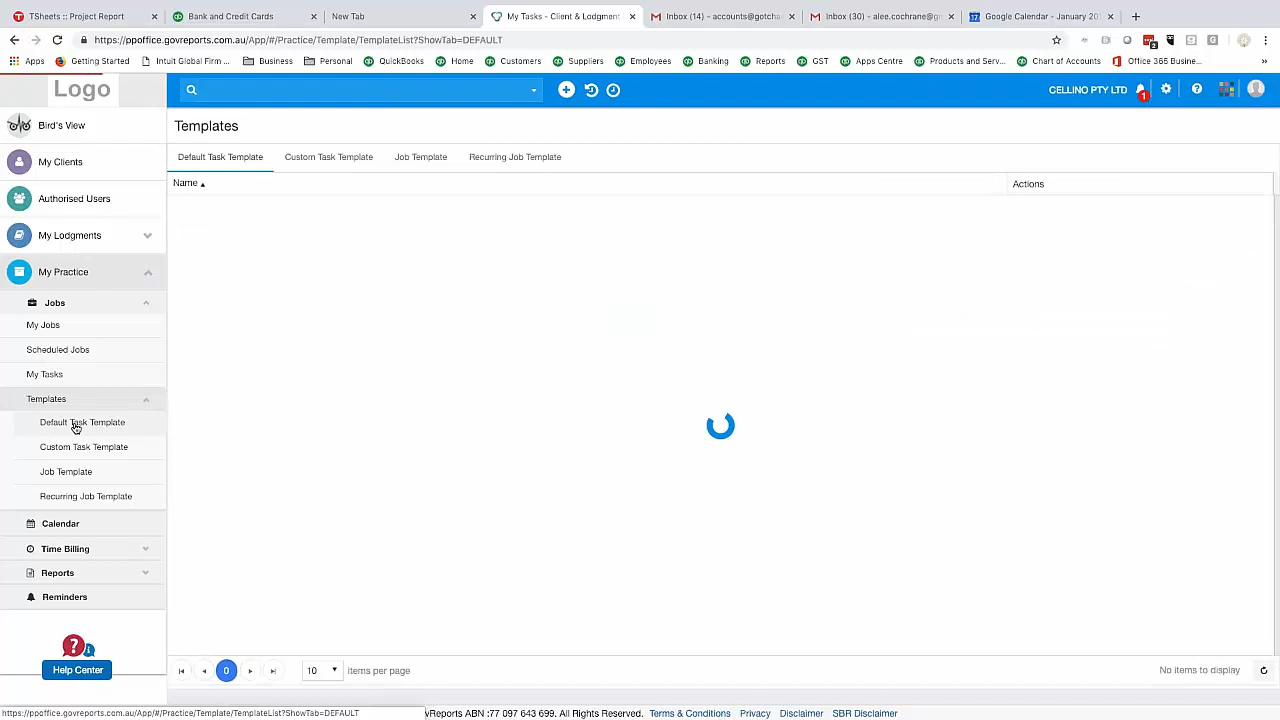 TSheets :: Project Report
Bank and Credit Cards
New Tab
My Tasks - Client & Lodgment
Inbox (14) - accounts@gotcha
Inbox (30) - alee.cochrane@g
Google Calendar - January 20
https://ppoffice.govreports.com.au/App/#/Practice/Template/TemplateList?ShowTab=DEFAULT
Apps
Getting Started
Intuit Global Firm ...
Business
Personal
QuickBooks
Home
Customers
Suppliers
Employees
Banking
Reports
GST
Apps Centre
Products and Serv...
Chart of Accounts
Office 365 Busine...
»
Logo
CELLINO PTY LTD
1
Bird's View
My Clients
Authorised Users
My Lodgments
My Practice
Jobs
My Jobs
Scheduled Jobs
My Tasks
Templates
Default Task Template
Custom Task Template
Job Template
Recurring Job Template
Calendar
Time Billing
Reports
Reminders
Help Center
Templates
Default Task Template
Custom Task Template
Job Template
Recurring Job Template
Name
Actions
0
10
items per page
No items to display
https://ppoffice.govreports.com.au/App/#/Practice/Template/TemplateList?ShowTab=DEFAULT
vReports ABN :77 097 643 699. All Rights Reserved.
Terms & Conditions
Privacy
Disclaimer
SBR Disclaimer